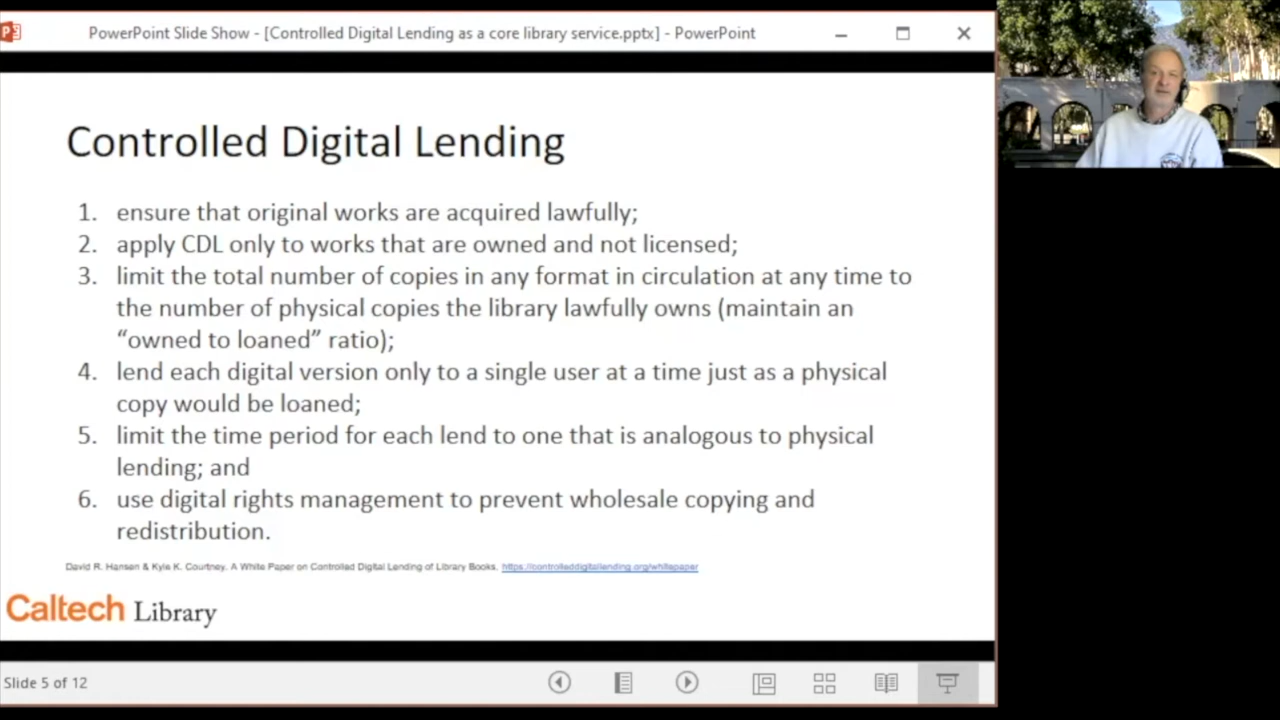 PowerPoint Slide Show - [Controlled Digital Lending as a core library service.pptx] - PowerPoint
Controlled Digital Lending
1. ensure that original works are acquired lawfully;
2. apply CDL only to works that are owned and not licensed;
3. limit the total number of copies in any format in circulation at any time to
the number of physical copies the library lawfully owns (maintain an
“owned to loaned” ratio);
4. lend each digital version only to a single user at a time just as a physical
copy would be loaned;
5. limit the time period for each lend to one that is analogous to physical
lending; and
6. use digital rights management to prevent wholesale copying and
redistribution.
David R. Hansen & Kyle K. Courtney. A White Paper on Controlled Digital Lending of Library Books. https://controlleddigitallending.org/whitepaper
Caltech Library
Slide 5 of 12